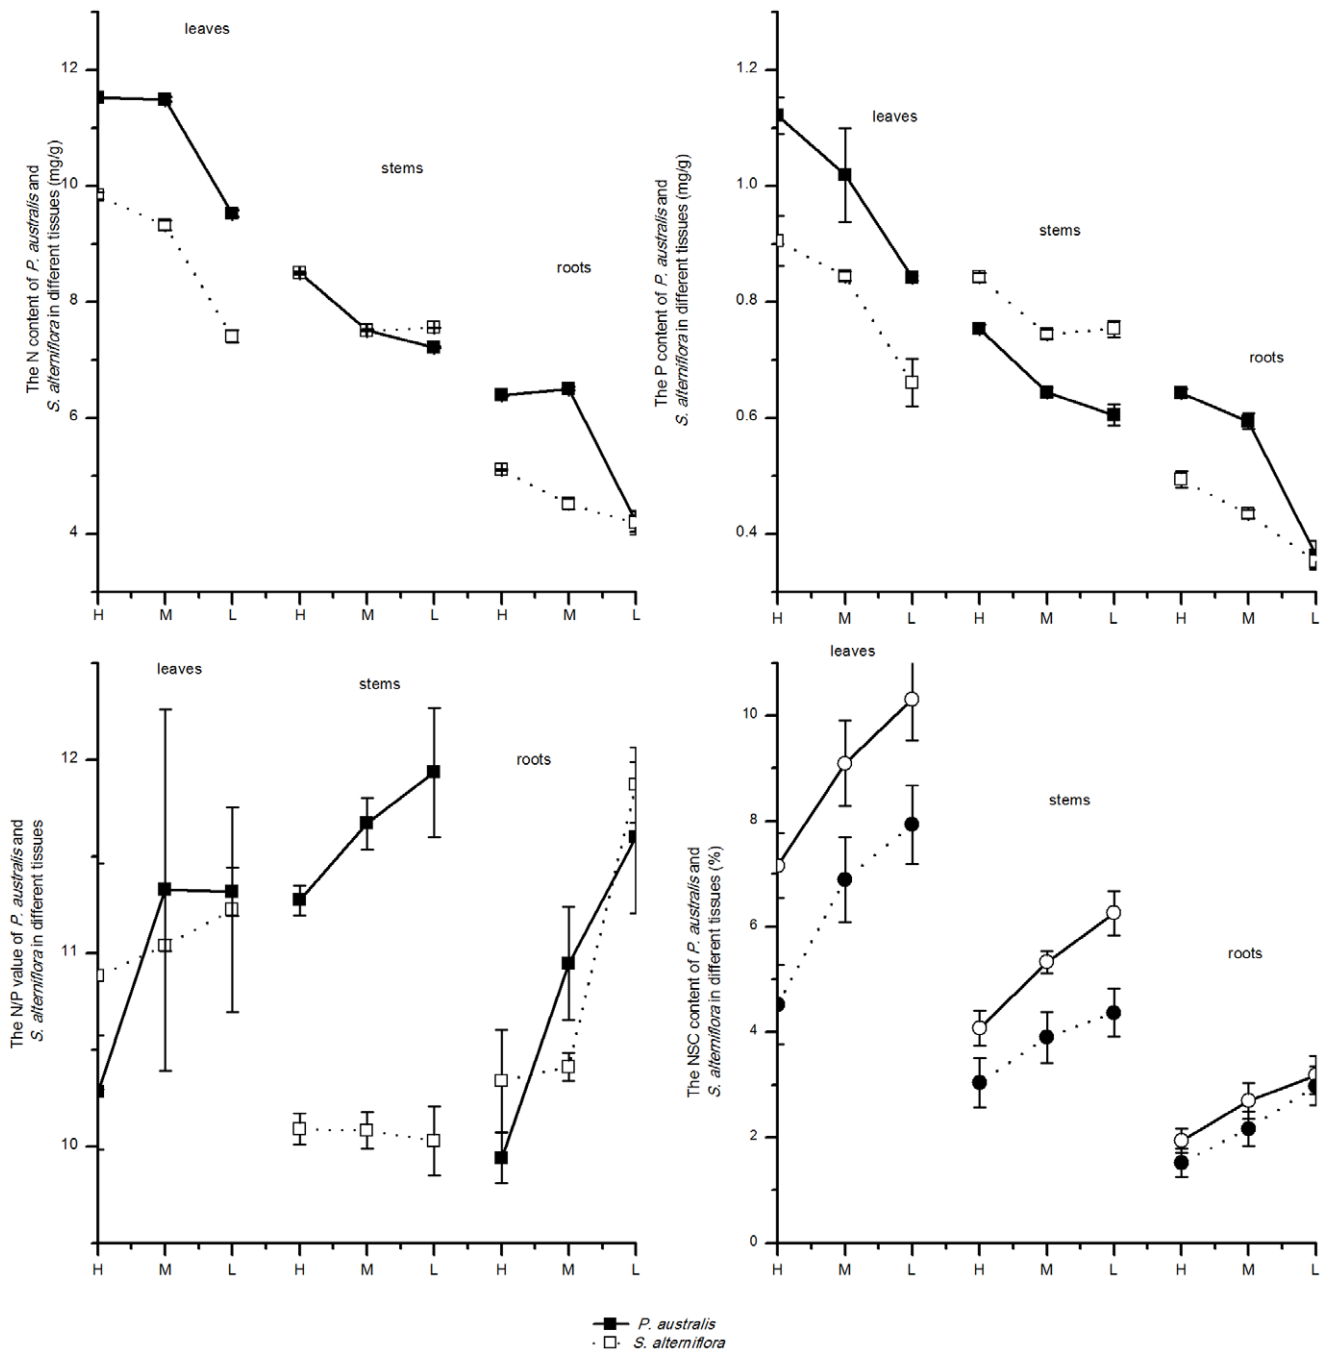 leaves
stems
roots
The N content of P. australis and
S. alterniflora in different tissues (mg/g)
12
10
8
6
4
H M L H M L H M L
leaves
stems
roots
The P content of P. australis and
S. alterniflora in different tissues (mg/g)
1.2
1.0
0.8
0.6
0.4
H M L H M L H M L
leaves
stems
roots
The N/P value of P. australis and
S. alterniflora in different tissues
12
11
10
H M L H M L H M L
leaves
stems
roots
The NSC content of P. australis and
S. alterniflora in different tissues (%)
10
8
6
4
2
0
H M L H M L H M L
P. australis
S. alterniflora